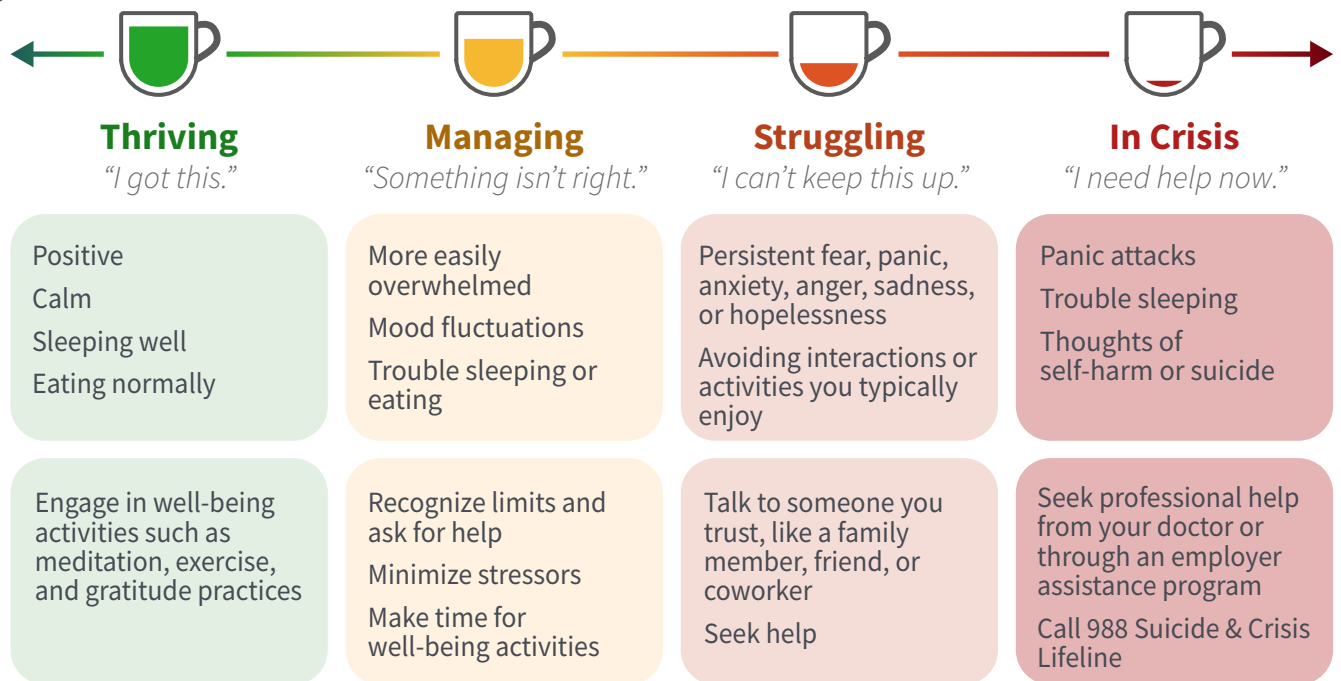 Thriving
“I got this.”
Positive
Calm
Sleeping well
Eating normally
Engage in well-being
activities such as
meditation, exercise,
and gratitude practices
Managing
“Something isn’t right.”
More easily
overwhelmed
Mood fluctuations
Trouble sleeping or
eating
Recognize limits and
ask for help
Minimize stressors
Make time for
well-being activities
Struggling
“I can’t keep this up.”
Persistent fear, panic,
anxiety, anger, sadness,
or hopelessness
Avoiding interactions or
activities you typically
enjoy
Talk to someone you
trust, like a family
member, friend, or
coworker
Seek help
In Crisis
“I need help now.”
Panic attacks
Trouble sleeping
Thoughts of
self-harm or suicide
Seek professional help
from your doctor or
through an employer
assistance program
Call 988 Suicide & Crisis
Lifeline